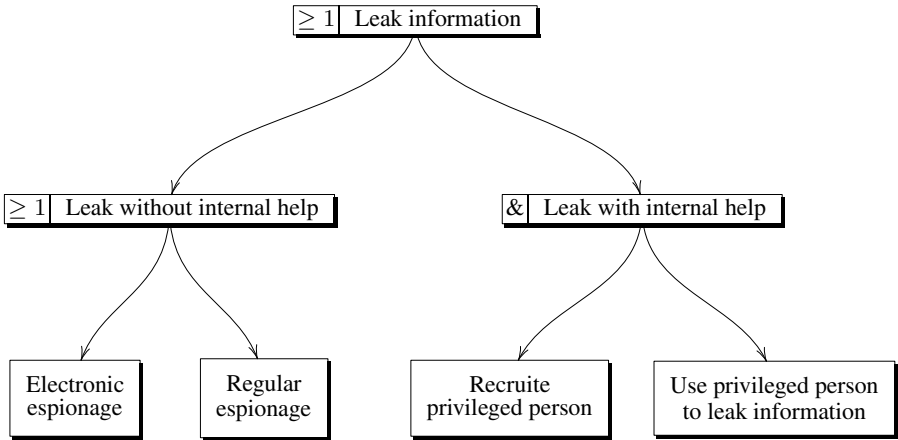 ≥ 1 Leak information
≥ 1 Leak without internal help
& Leak with internal help
Electronic
espionage
Regular
espionage
Recruite
privileged person
Use privileged person
to leak information